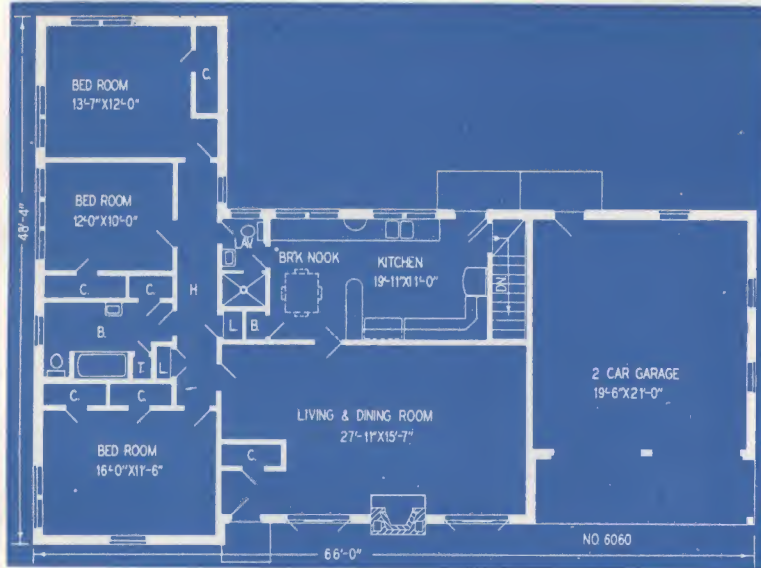 BED ROOM
13'-7"X12'-0"
C.
BED ROOM
12'-0"X10'-0"
48'-4"
LAV
BR'K NOOK
KITCHEN
19'-11"X11'-0"
DN.
C.
C.
H
B.
L.
B.
T.
L.
2 CAR GARAGE
19'-6"X21'-0"
C.
C.
LIVING & DINING ROOM
27'-11"X15'-7"
BED ROOM
16'-0"X11'-6"
C.
NO 6060
66'-0"